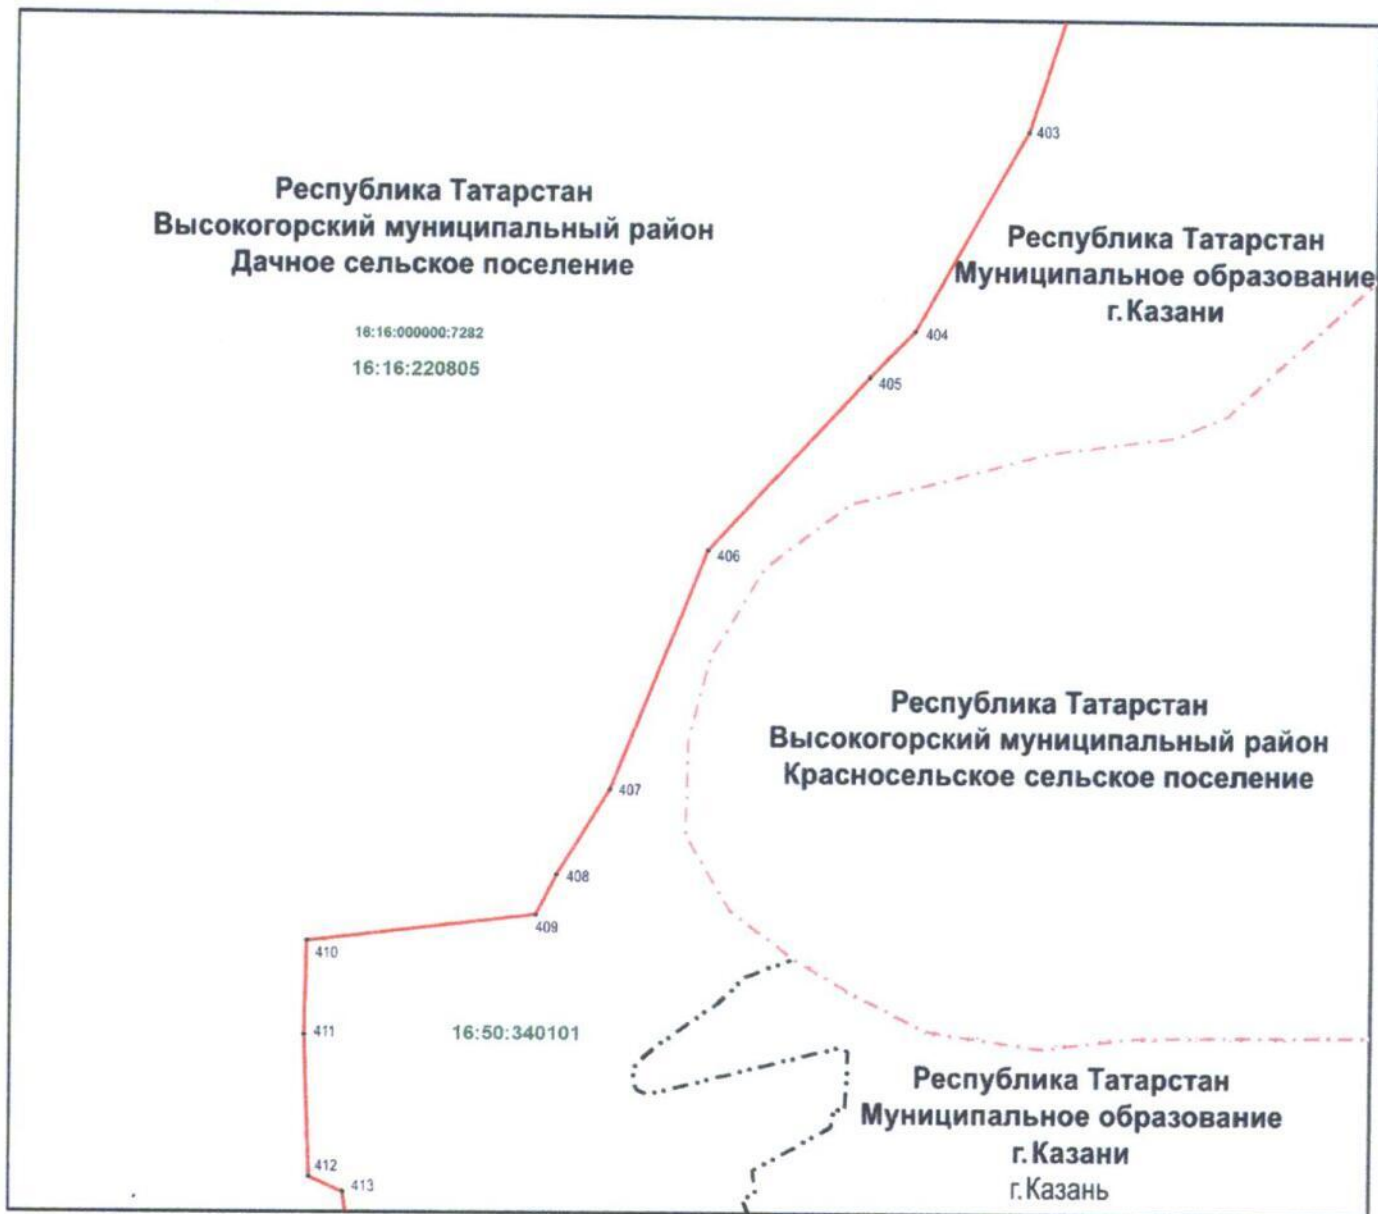 403
Республика Татарстан
Высокогорский муниципальный район
Дачное сельское поселение
Республика Татарстан
Муниципальное образование
г.Казани
16:16:000000:7282
16:16:220805
404
405
406
Республика Татарстан
Высокогорский муниципальный район
Красносельское сельское поселение
407
408
409
410
411
16:50:340101
Республика Татарстан
Муниципальное образование
г.Казани
г.Казань
412
413